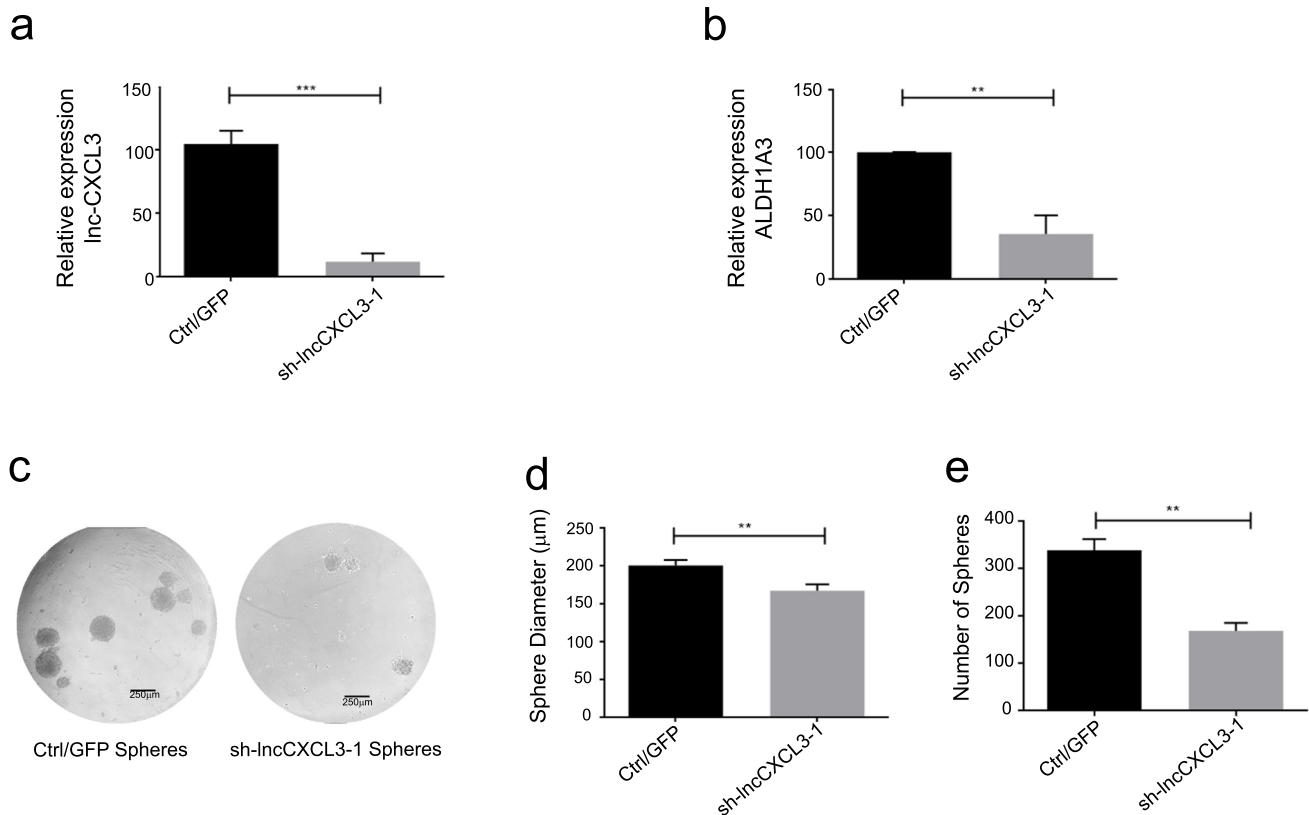 a
Relative expression
lnc-CXCL3
150
100
50
0
***
Ctrl/GFP
sh-lncCXCL3-1
b
Relative expression
ALDH1A3
150
100
50
0
**
Ctrl/GFP
sh-lncCXCL3-1
c
250μm
250μm
Ctrl/GFP Spheres
sh-lncCXCL3-1 Spheres
d
Sphere Diameter (μm)
250
200
150
100
50
0
**
Ctrl/GFP
sh-lncCXCL3-1
e
Number of Spheres
400
300
200
100
0
**
Ctrl/GFP
sh-lncCXCL3-1